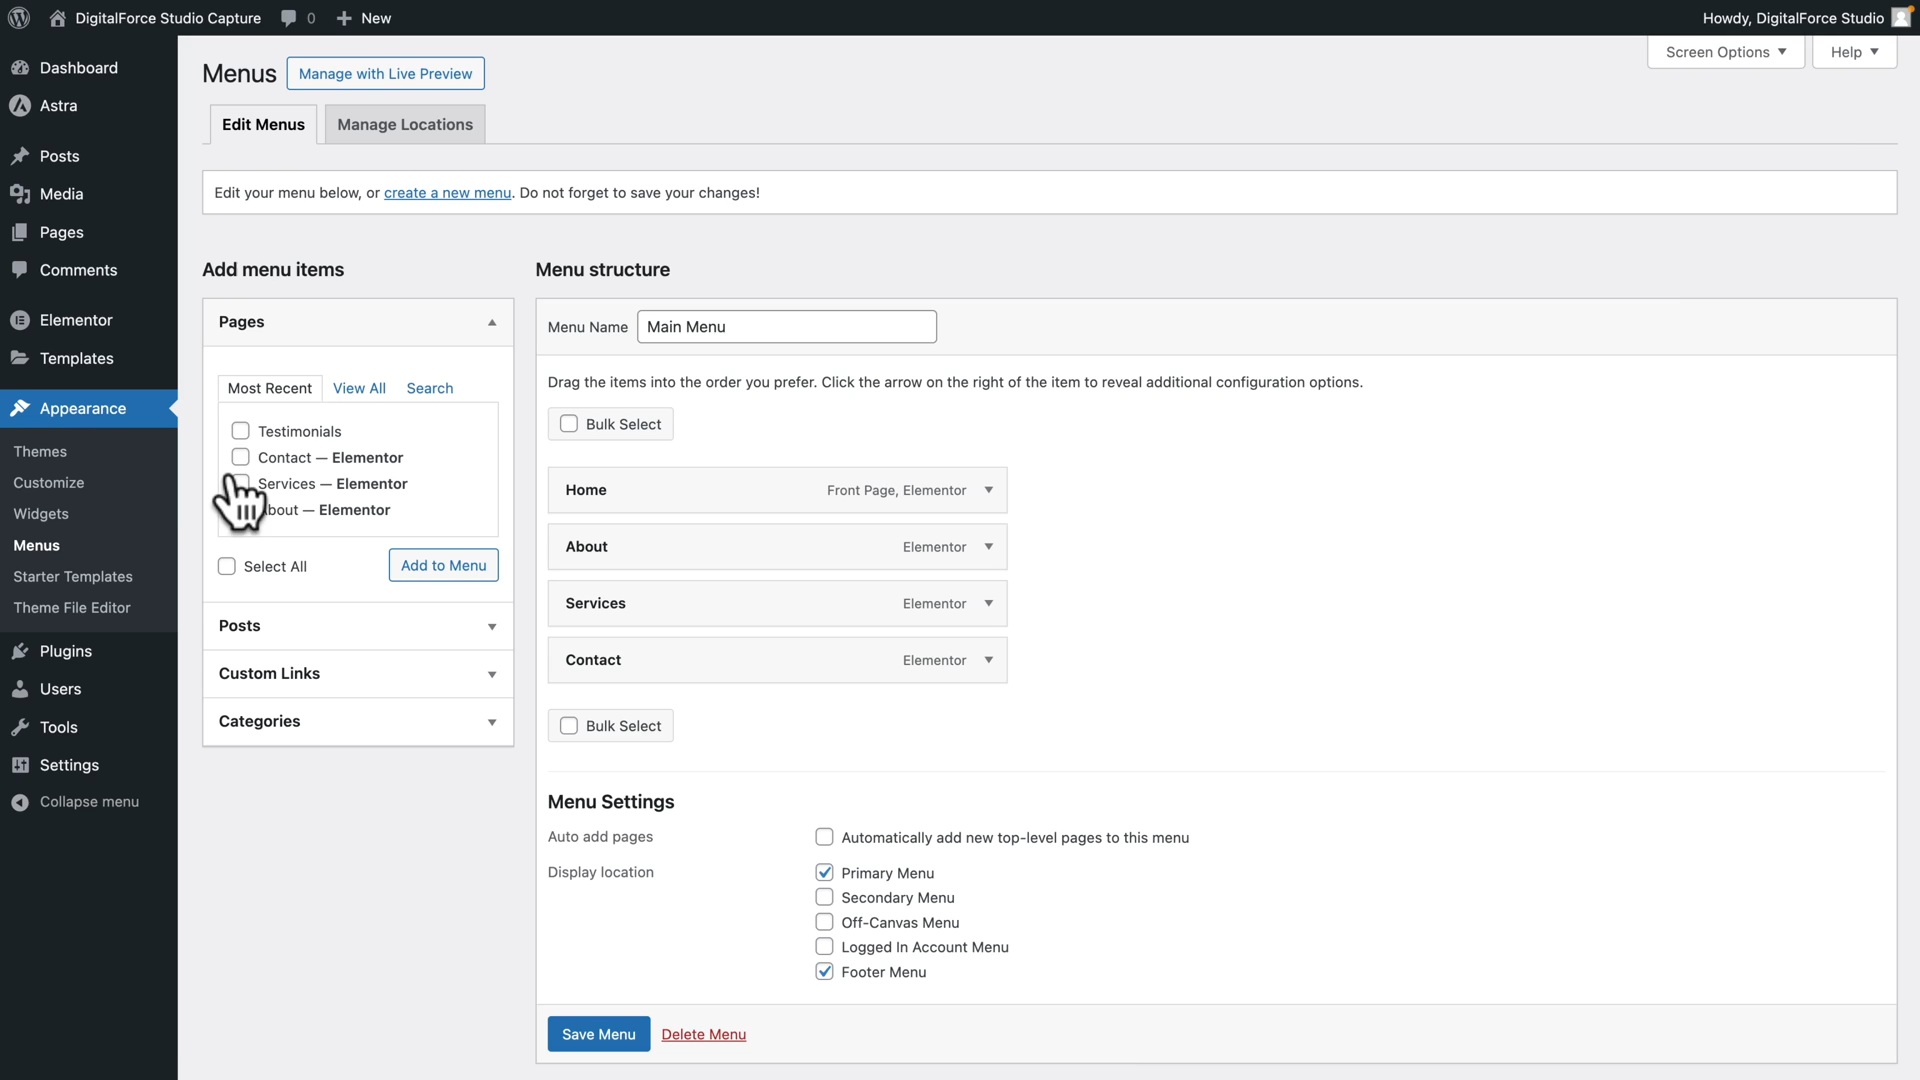 DigitalForce Studio Capture 0 New Howdy, DigitalForce Studio
Dashboard
Astra
Posts
Media
Pages
Comments
Elementor
Templates
Appearance
Themes
Customize
Widgets
Menus
Starter Templates
Theme File Editor
Plugins
Users
Tools
Settings
Collapse menu
Screen Options Help
Menus Manage with Live Preview
Edit Menus Manage Locations
Edit your menu below, or create a new menu. Do not forget to save your changes!
Add menu items
Pages
Most Recent View All Search
Testimonials
Contact — Elementor
Services — Elementor
bout — Elementor
Select All Add to Menu
Posts
Custom Links
Categories
Menu structure
Menu Name Main Menu
Drag the items into the order you prefer. Click the arrow on the right of the item to reveal additional configuration options.
Bulk Select
Home Front Page, Elementor
About Elementor
Services Elementor
Contact Elementor
Bulk Select
Menu Settings
Auto add pages Automatically add new top-level pages to this menu
Display location Primary Menu
Secondary Menu
Off-Canvas Menu
Logged In Account Menu
Footer Menu
Save Menu Delete Menu